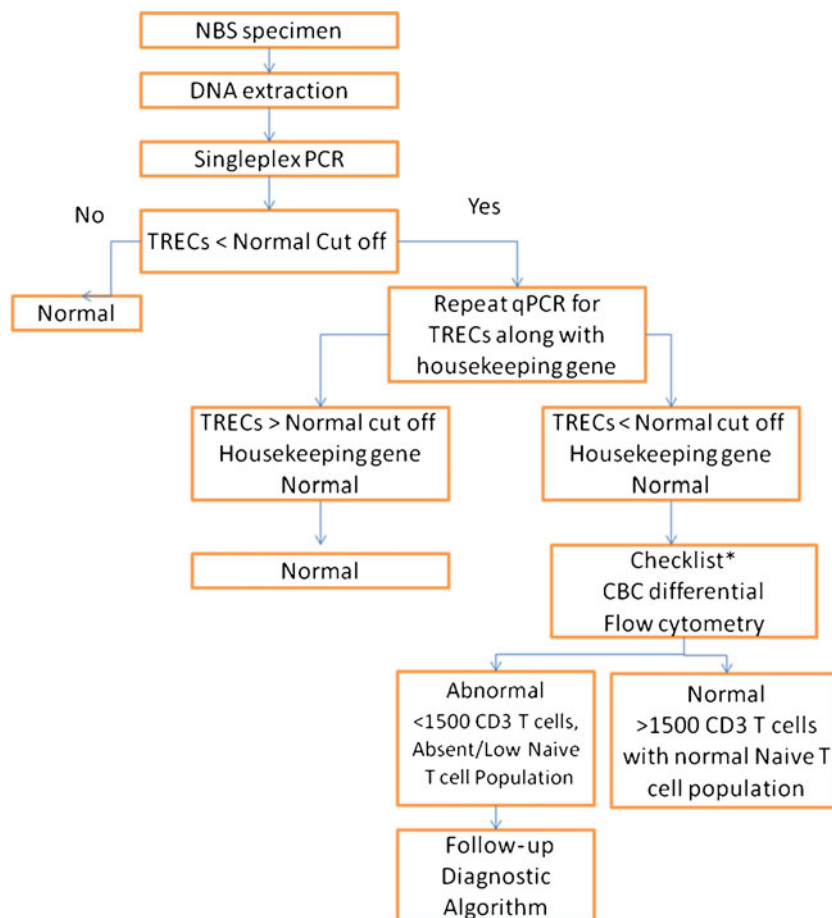 NBS specimen
DNA extraction
Singleplex PCR
No
Yes
TRECs < Normal Cut off
Normal
Repeat qPCR for
TRECs along with
housekeeping gene
TRECs > Normal cut off
Housekeeping gene
Normal
TRECs < Normal cut off
Housekeeping gene
Normal
Normal
Checklist*
CBC differential
Flow cytometry
Abnormal
<1500 CD3 T cells,
Absent/Low Naive
T cell Population
Normal
>1500 CD3 T cells
with normal Naive T
cell population
Follow-up
Diagnostic
Algorithm